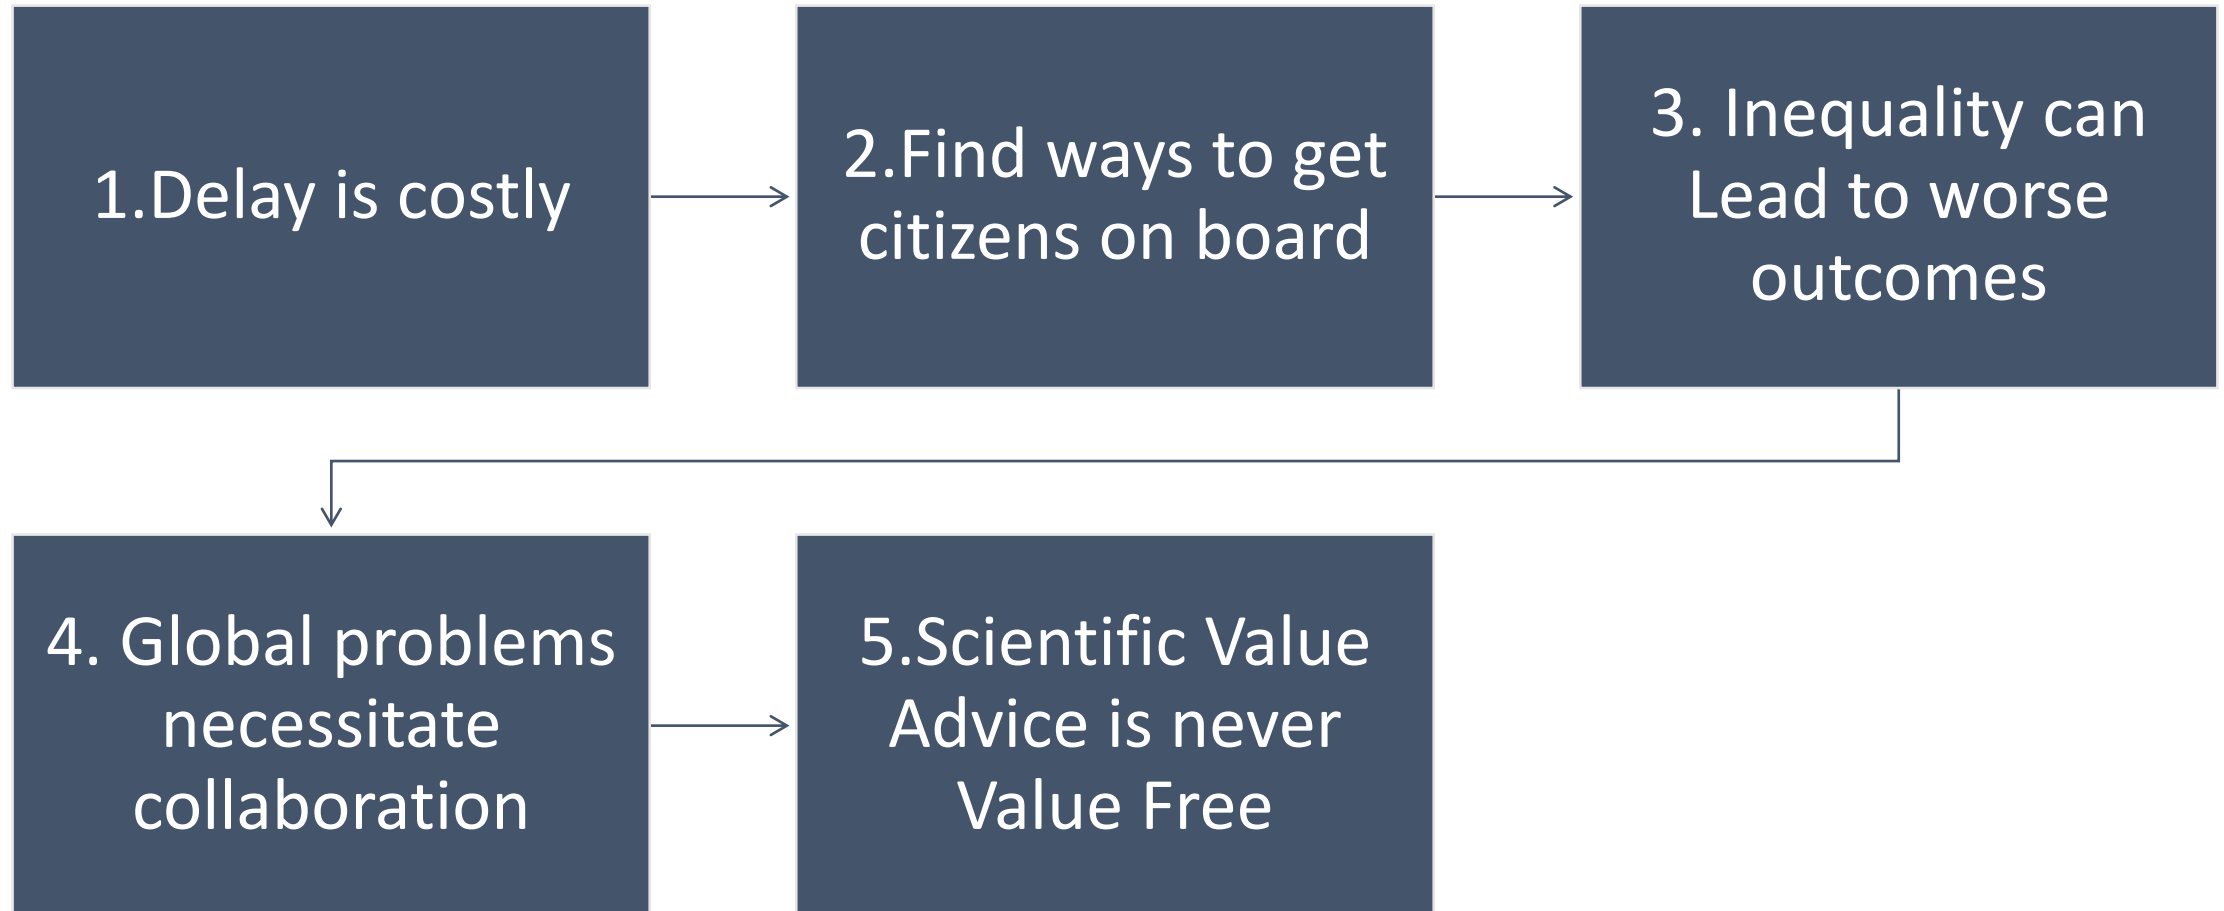 1.Delay is costly
2.Find ways to get
citizens on board
3. Inequality can
Lead to worse
outcomes
4. Global problems
necessitate
collaboration
5.Scientific Value
Advice is never
Value Free